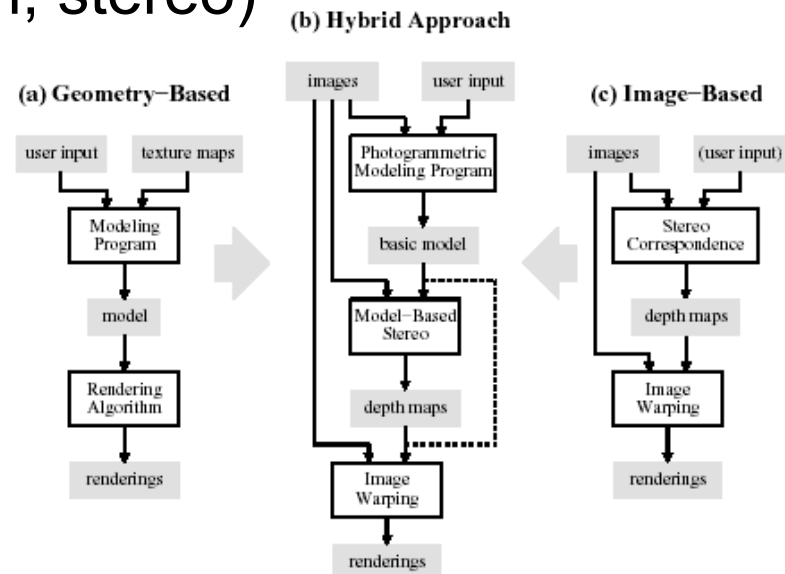 , stereo)
(b) Hybrid Approach
images
user input
(a) Geometry−Based
(c) Image−Based
user input
texture maps
Photogrammetric
Modeling Program
images
(user input)
Modeling
Program
basic model
Stereo
Correspondence
model
Model−Based
Stereo
depth maps
Rendering
Algorithm
depth maps
Image
Warping
renderings
Image
Warping
renderings
renderings